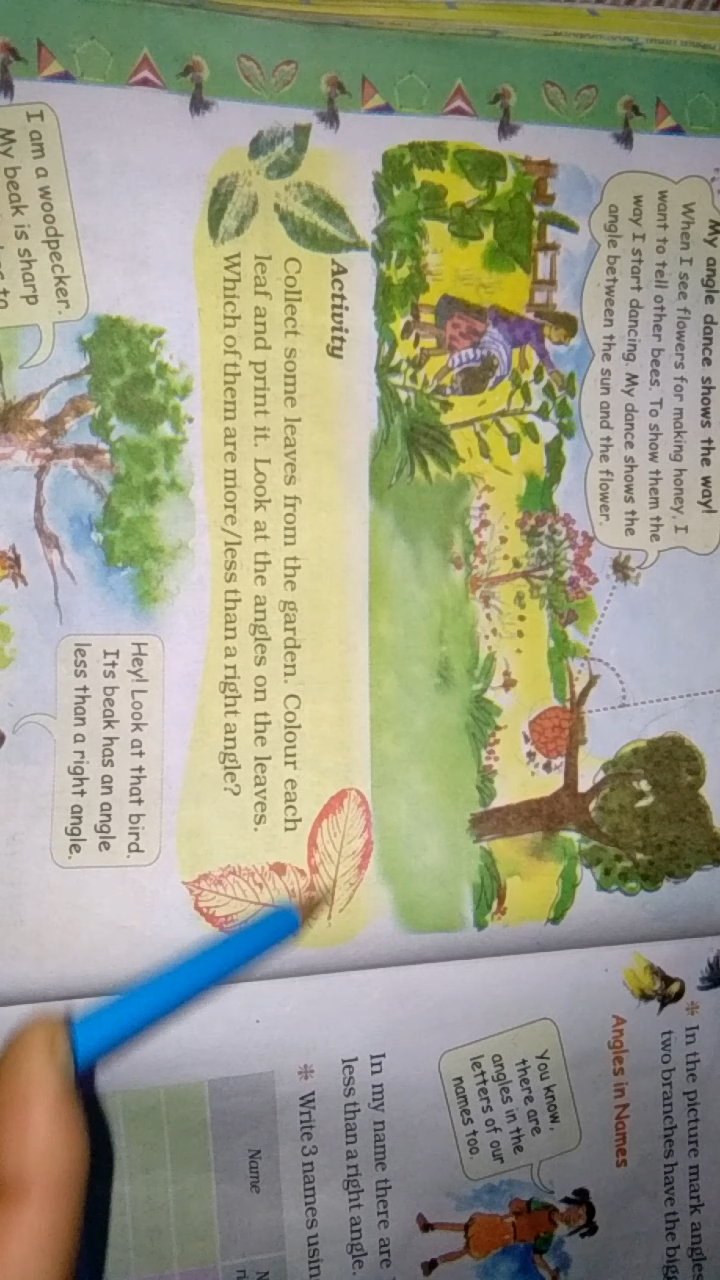 My angle dance shows the way!
When I see flowers for making honey, I
want to tell other bees. To show them the
way I start dancing. My dance shows the
angle between the sun and the flower.
Activity
Collect some leaves from the garden. Colour each
leaf and print it. Look at the angles on the leaves.
Which of them are more/less than a right angle?
I am a woodpecker.
My beak is sharp
to
Hey! Look at that bird.
Its beak has an angle
less than a right angle.
* In the picture mark angles
two branches have the big
Angles in Names
You know,
there are
angles in the
letters of our
names too.
In my name there are
less than a right angle.
* Write 3 names usin
Name
N
ri